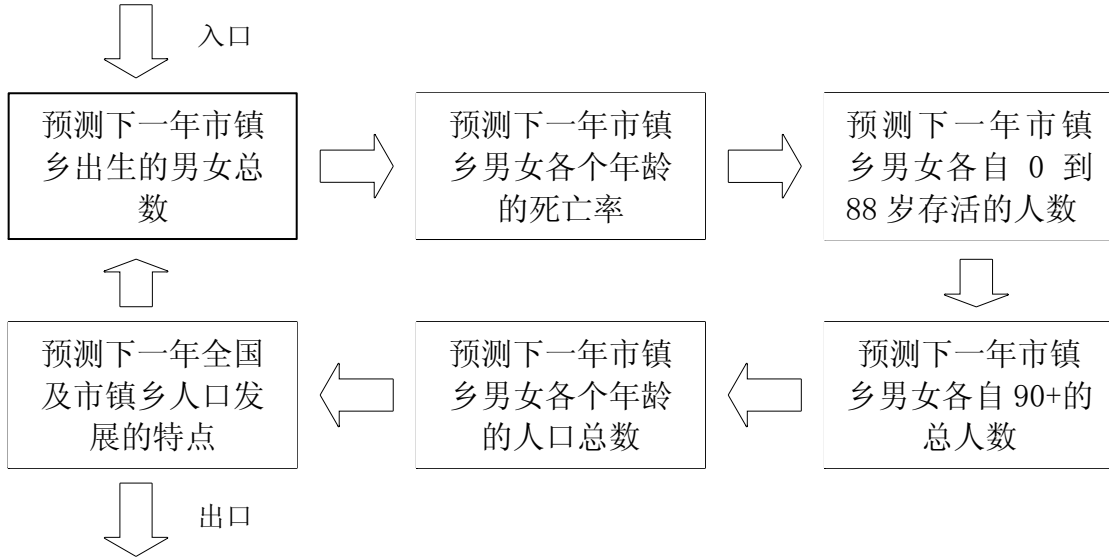 入口
预测下一年市镇
乡出生的男女总
数
预测下一年市镇
乡男女各个年龄
的死亡率
预测下一年市镇
乡男女各自 0 到
88 岁存活的人数
预测下一年全国
及市镇乡人口发
展的特点
预测下一年市镇
乡男女各个年龄
的人口总数
预测下一年市镇
乡男女各自 90+的
总人数
出口